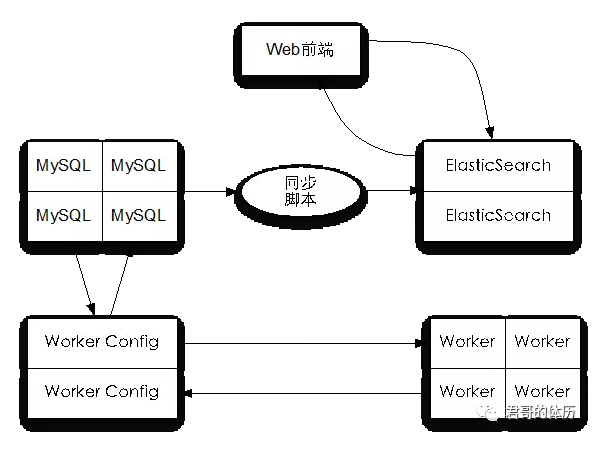 Web前端
MySQL MySQL
MySQL MySQL
同步
脚本
ElasticSearch
ElasticSearch
Worker Config
Worker Config
Worker Worker
Worker Worker
君哥的体历